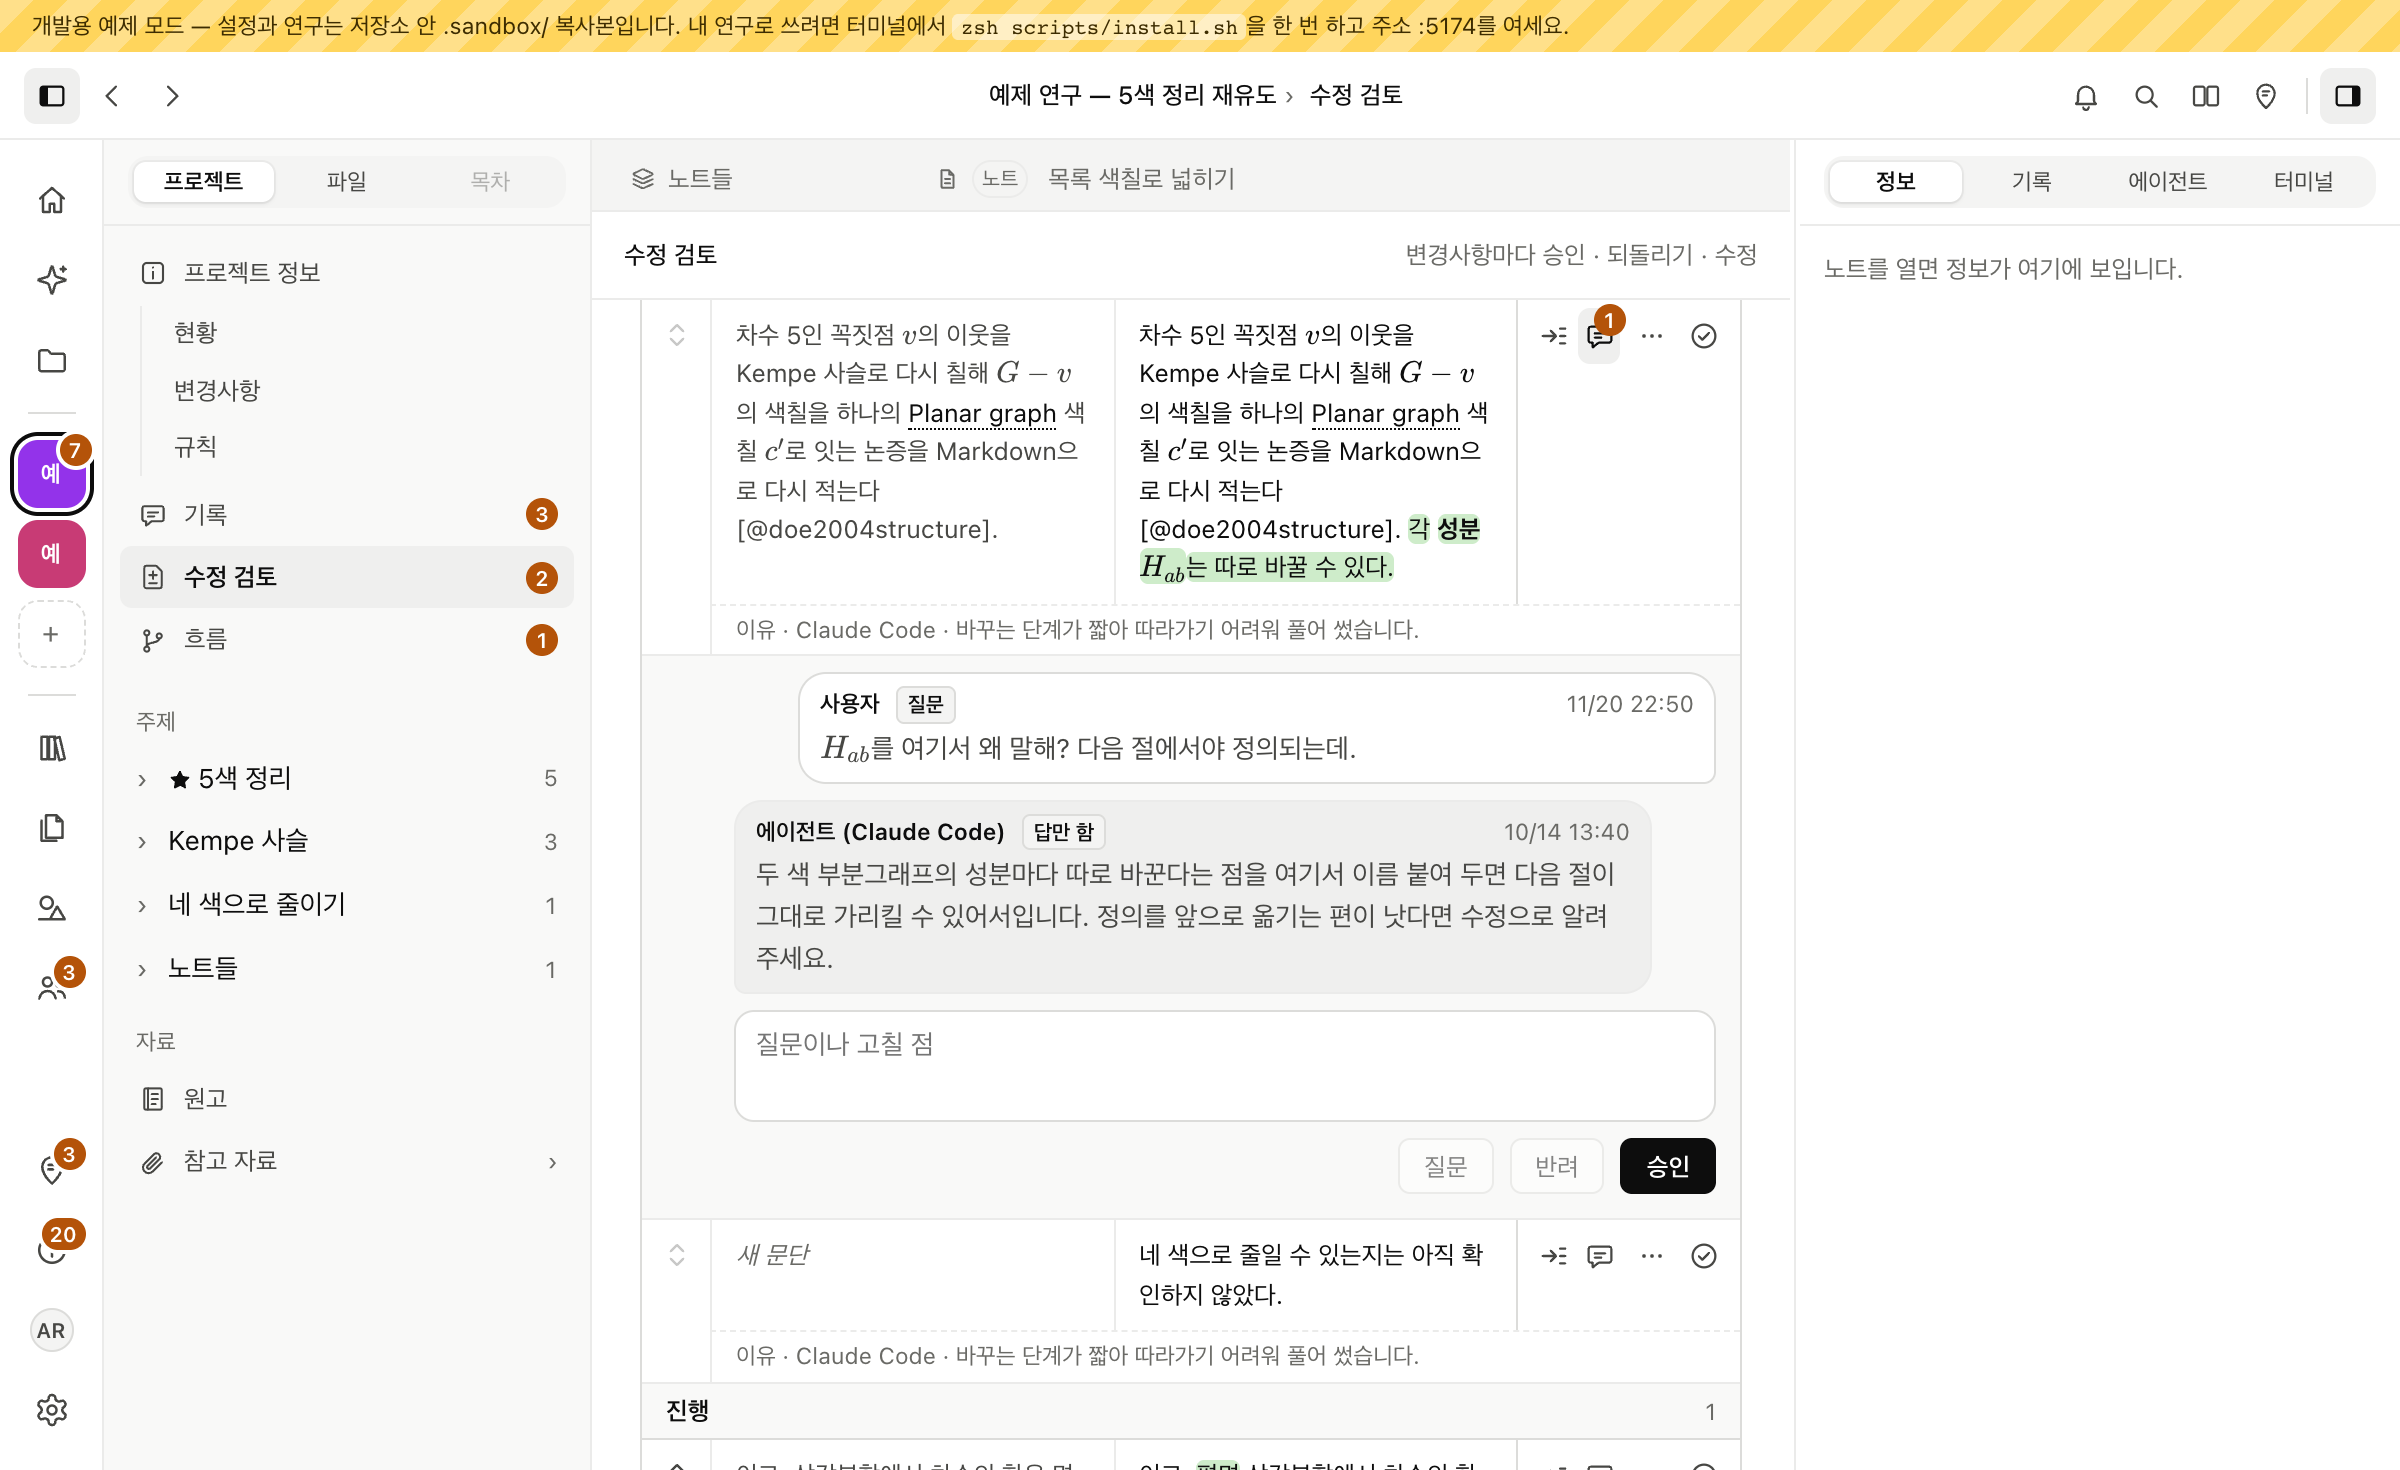 개발용 예제 모드 — 설정과 연구는 저장소 안 .sandbox/ 복사본입니다. 내 연구로 쓰려면 터미널에서 zsh scripts/install.sh을 한 번 하고 주소 :5174를 여세요.
예제 연구 — 5색 정리 재유도 › 수정 검토
프로젝트 파일 목차
노트들
노트 목록 색칠로 넓히기
정보 기록 에이전트 터미널
7
예
예
+
3
3
20
AR
프로젝트 정보
현황
변경사항
규칙
기록 3
수정 검토 2
흐름 1
주제
› ★ 5색 정리 5
› Kempe 사슬 3
› 네 색으로 줄이기 1
› 노트들 1
자료
원고
참고 자료 ›
수정 검토
변경사항마다 승인 · 되돌리기 · 수정
차수 5인 꼭짓점 v의 이웃을
Kempe 사슬로 다시 칠해 G − v
의 색칠을 하나의 Planar graph 색
칠 c′로 잇는 논증을 Markdown으
로 다시 적는다
[@doe2004structure].
차수 5인 꼭짓점 v의 이웃을
Kempe 사슬로 다시 칠해 G − v
의 색칠을 하나의 Planar graph 색
칠 c′로 잇는 논증을 Markdown으
로 다시 적는다
[@doe2004structure]. 각 성분
H_ab는 따로 바꿀 수 있다.
1
이유 · Claude Code · 바꾸는 단계가 짧아 따라가기 어려워 풀어 썼습니다.
사용자 질문 11/20 22:50
H_ab를 여기서 왜 말해? 다음 절에서야 정의되는데.
에이전트 (Claude Code) 답만 함 10/14 13:40
두 색 부분그래프의 성분마다 따로 바꾼다는 점을 여기서 이름 붙여 두면 다음 절이
그대로 가리킬 수 있어서입니다. 정의를 앞으로 옮기는 편이 낫다면 수정으로 알려
주세요.
질문이나 고칠 점
질문 반려 승인
새 문단
네 색으로 줄일 수 있는지는 아직 확
인하지 않았다.
이유 · Claude Code · 바꾸는 단계가 짧아 따라가기 어려워 풀어 썼습니다.
진행 1
노트를 열면 정보가 여기에 보입니다.